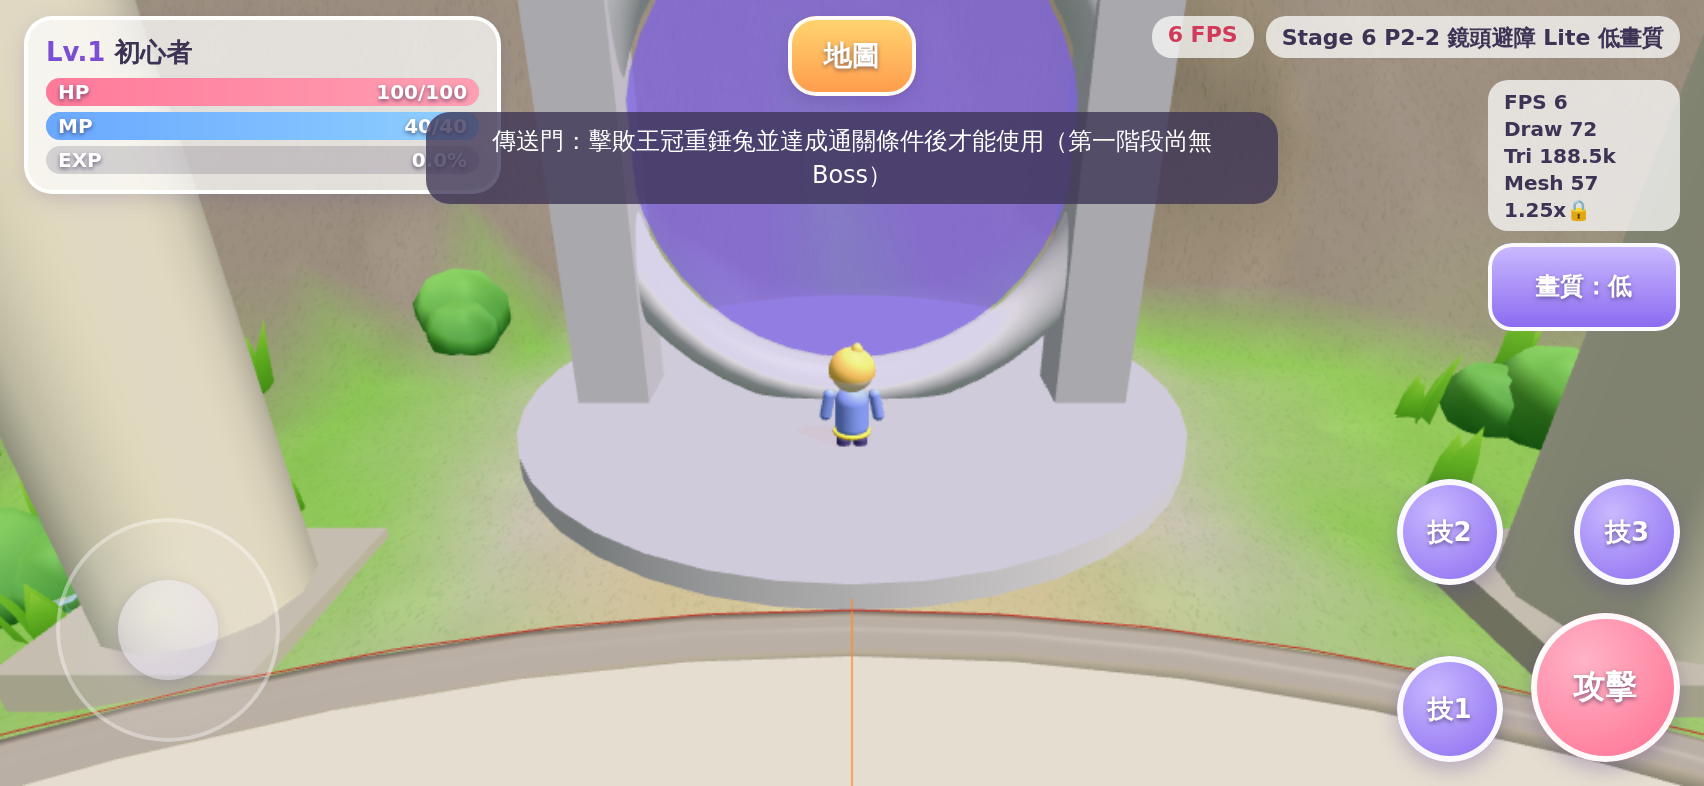 Lv.1 初心者
HP 100/100
MP 40/40
EXP 0.0%
地圖
6 FPS
Stage 6 P2-2 鏡頭避障 Lite 低畫質
傳送門：擊敗王冠重錘兔並達成通關條件後才能使用（第一階段尚無
Boss）
FPS 6
Draw 72
Tri 188.5k
Mesh 57
1.25x🔒
畫質：低
技2
技3
技1
攻擊